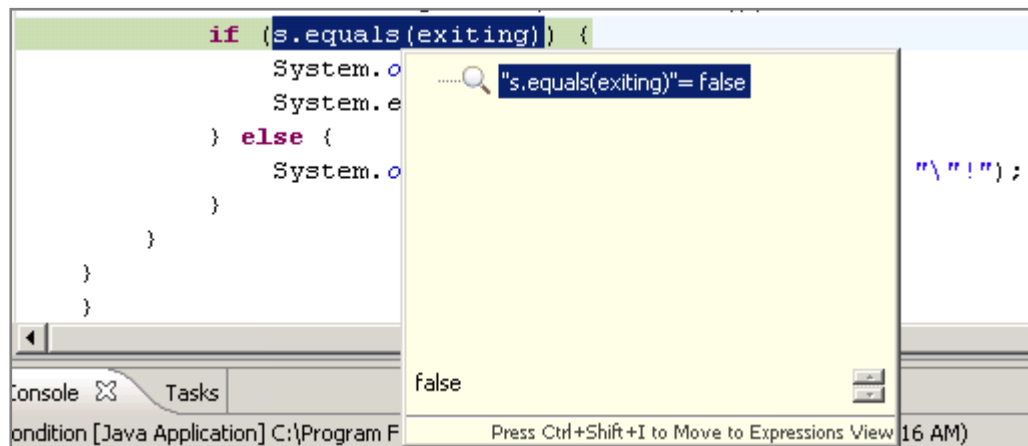 if (s.equals(exiting)) {
"s.equals(exiting)"= false
System.o
System.e
} else {
System.o "\"!");
}
}
}
}
false
Console Tasks
ondition [Java Application] C:\Program F 16 AM)
Press Ctrl+Shift+I to Move to Expressions View